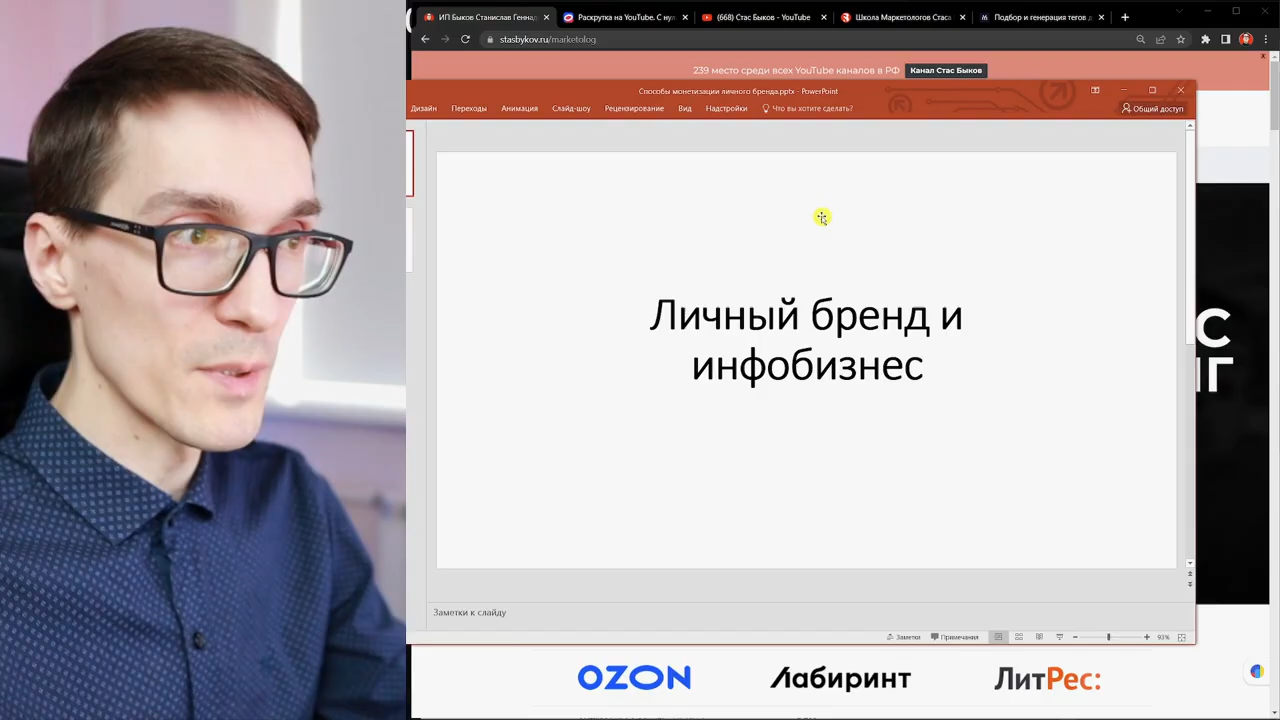 ИП Быков Станислав Геннад
Раскрутка на YouTube. С нул
(668) Стас Быков - YouTube
Школа Маркетологов Стаса
Подбор и генерация тегов д
stasbykov.ru/marketolog
239 место среди всех YouTube каналов в РФ
Канал Стас Быков
Способы монетизации личного бренда.pptx - PowerPoint
Дизайн Переходы Анимация Слайд-шоу Рецензирование Вид Надстройки Что вы хотите сделать? Общий доступ
Личный бренд и
инфобизнес
С
НГ
Заметки к слайду
Заметки Примечания 93%
OZON Лабиринт ЛитРес: